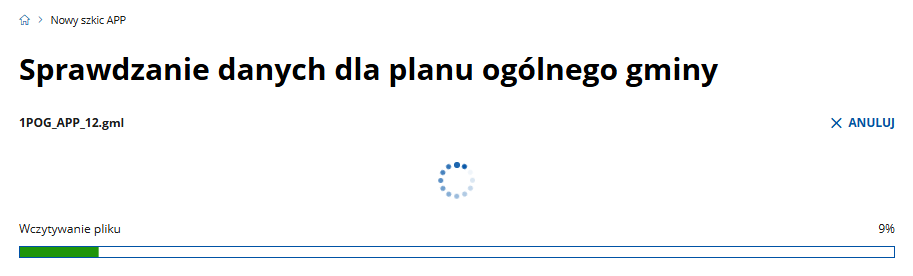 Nowy szkic APP
Sprawdzanie danych dla planu ogólnego gminy
1POG_APP_12.gml
ANULUJ
Wczytywanie pliku
9%